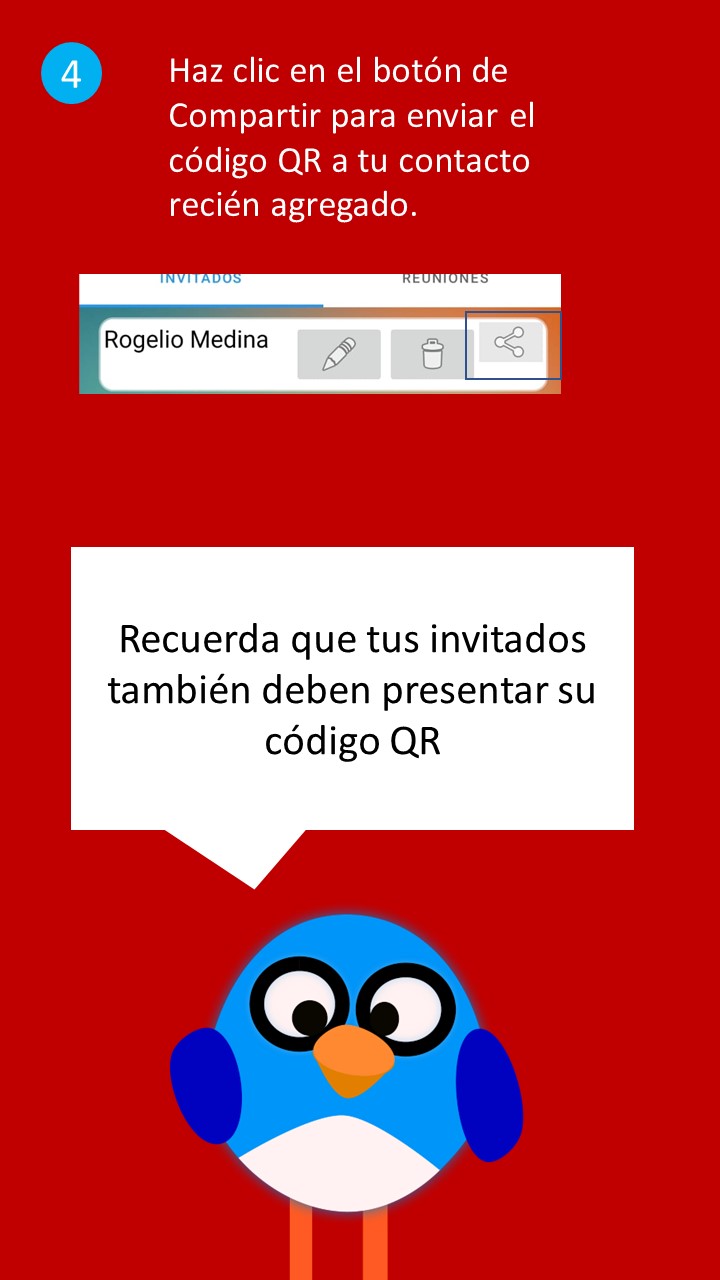 4
Haz clic en el botón de
Compartir para enviar el
código QR a tu contacto
recién agregado.
INVITADOS
REUNIONES
Rogelio Medina
Recuerda que tus invitados
también deben presentar su
código QR